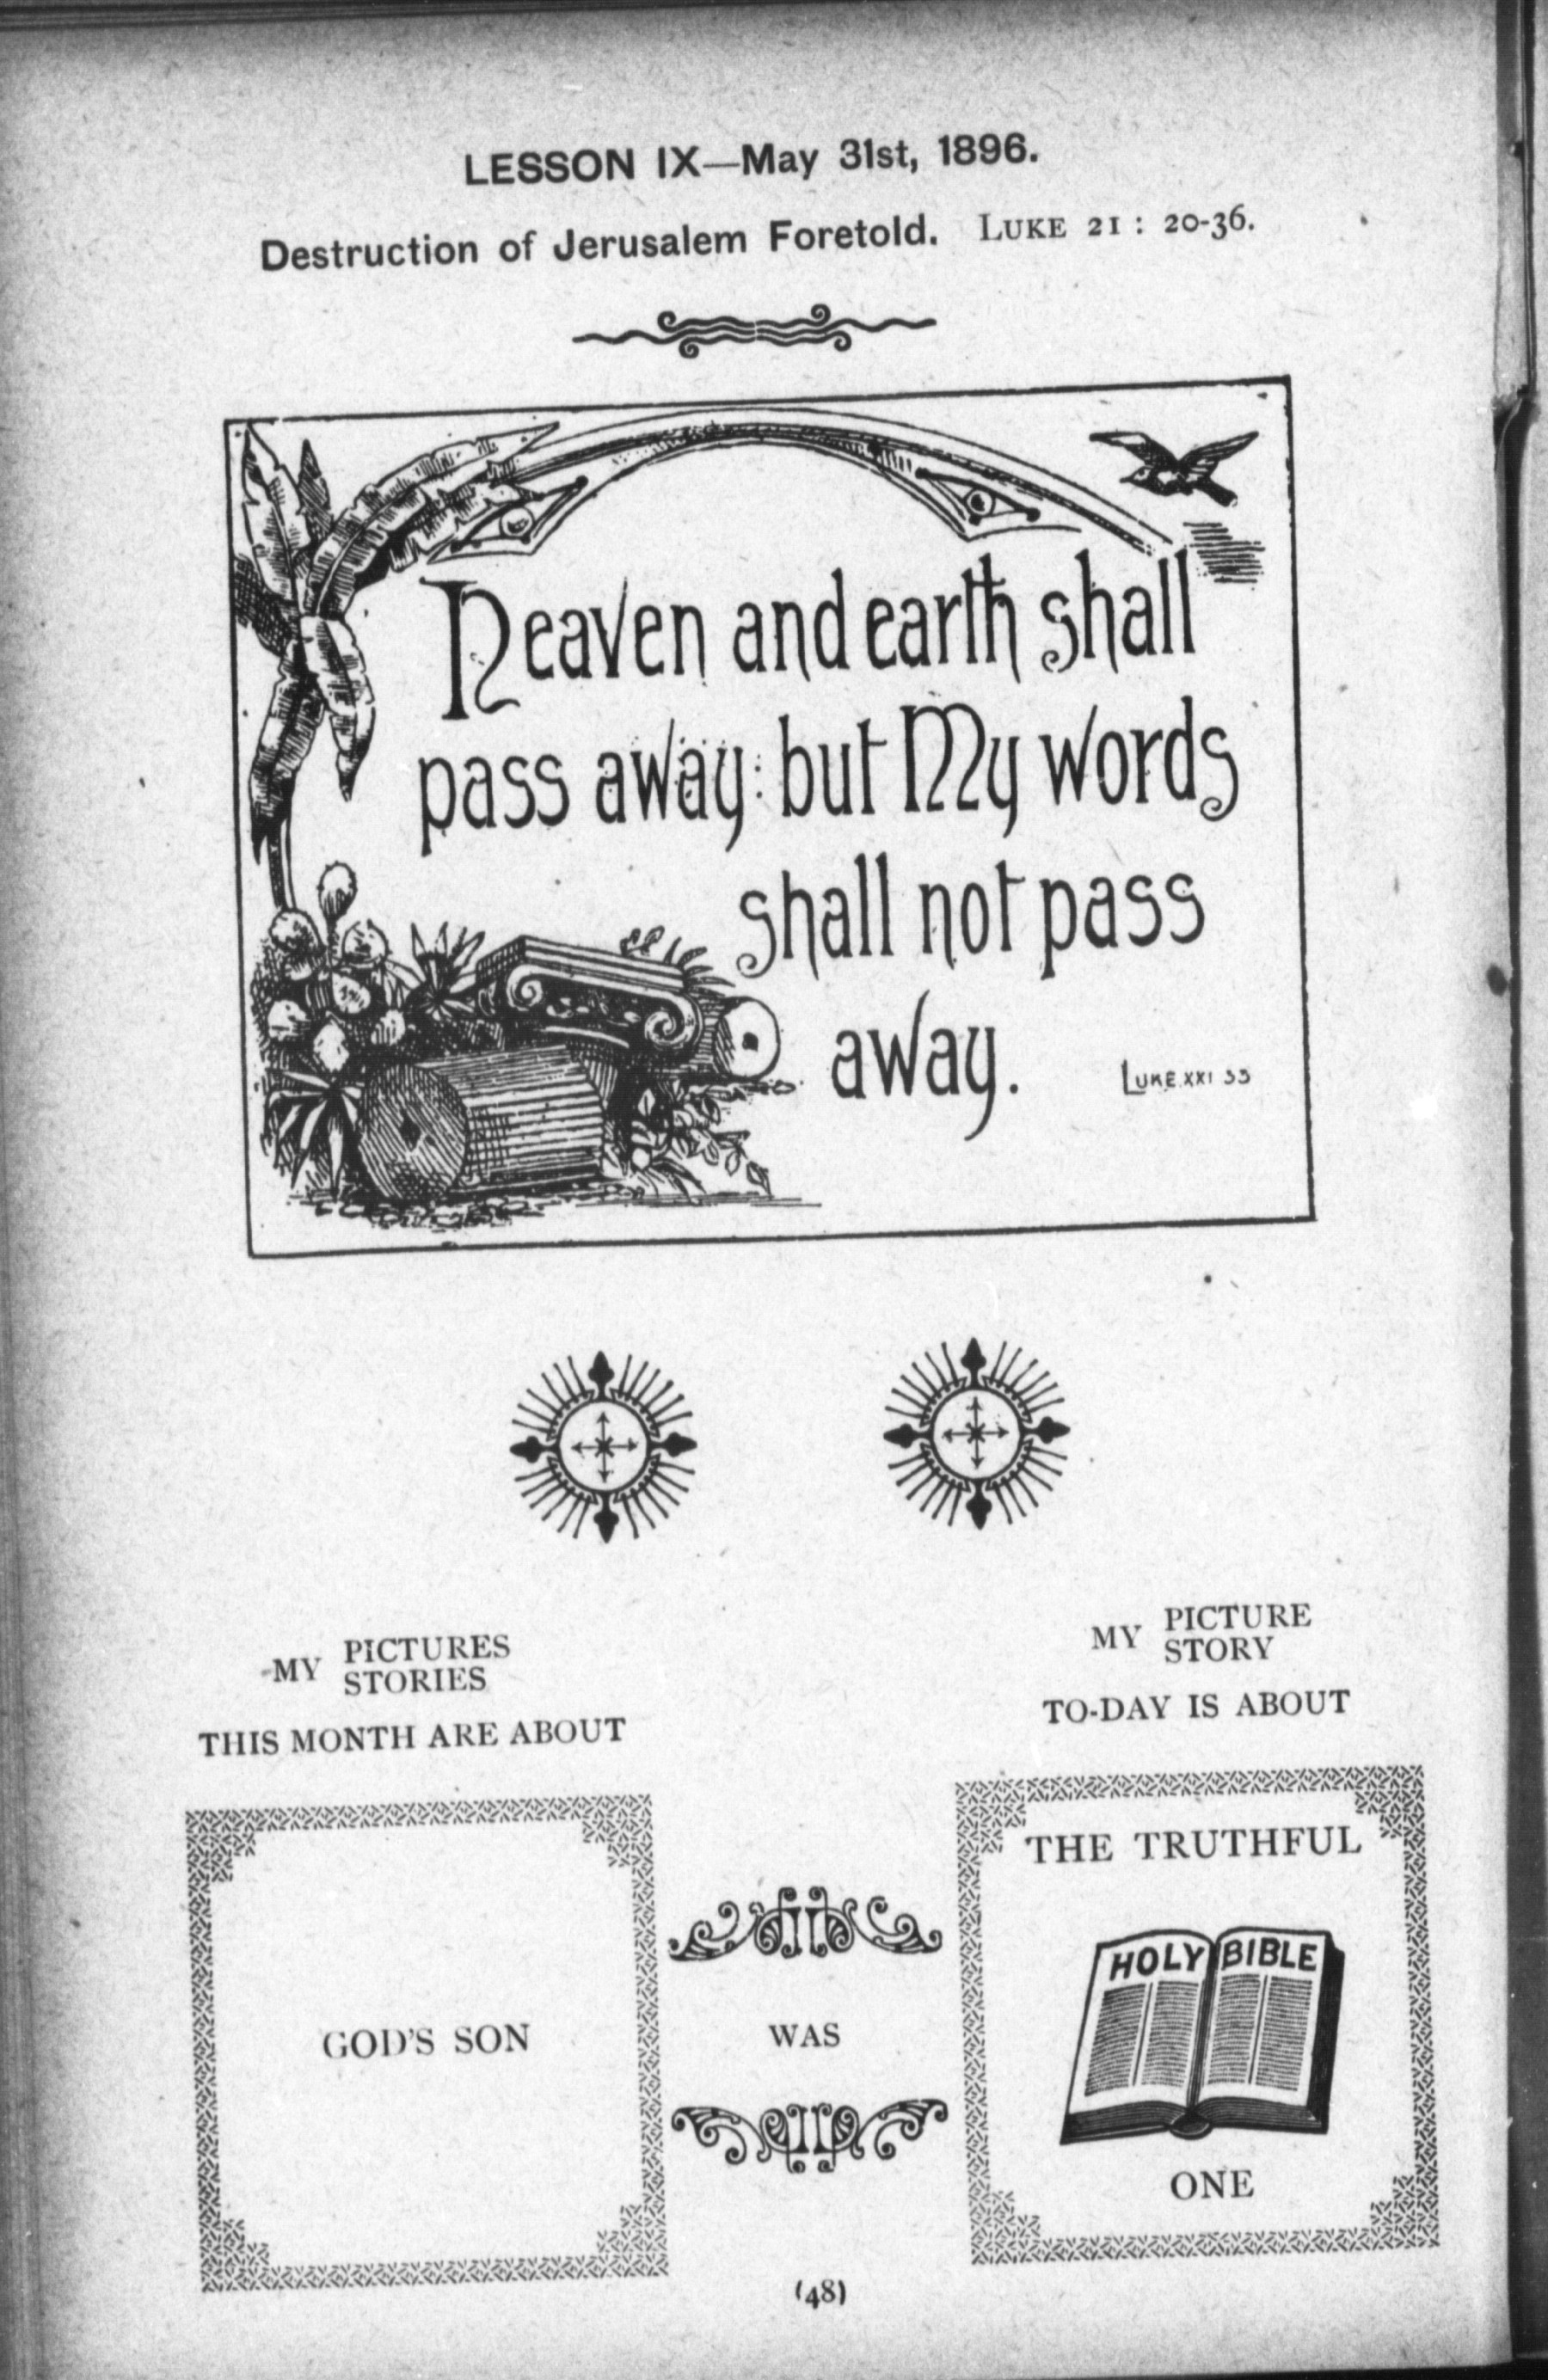 LESSON IX—May 31st, 1896.
Destruction of Jerusalem Foretold. LUKE 21 : 20-36.
Heaven and earth shall
pass away: but My words
shall not pass
away.
LUKE XXI 33
MY PICTURES STORIES
THIS MONTH ARE ABOUT
MY PICTURE STORY
TO-DAY IS ABOUT
GOD'S SON
WAS
THE TRUTHFUL
HOLY BIBLE
ONE
(48)